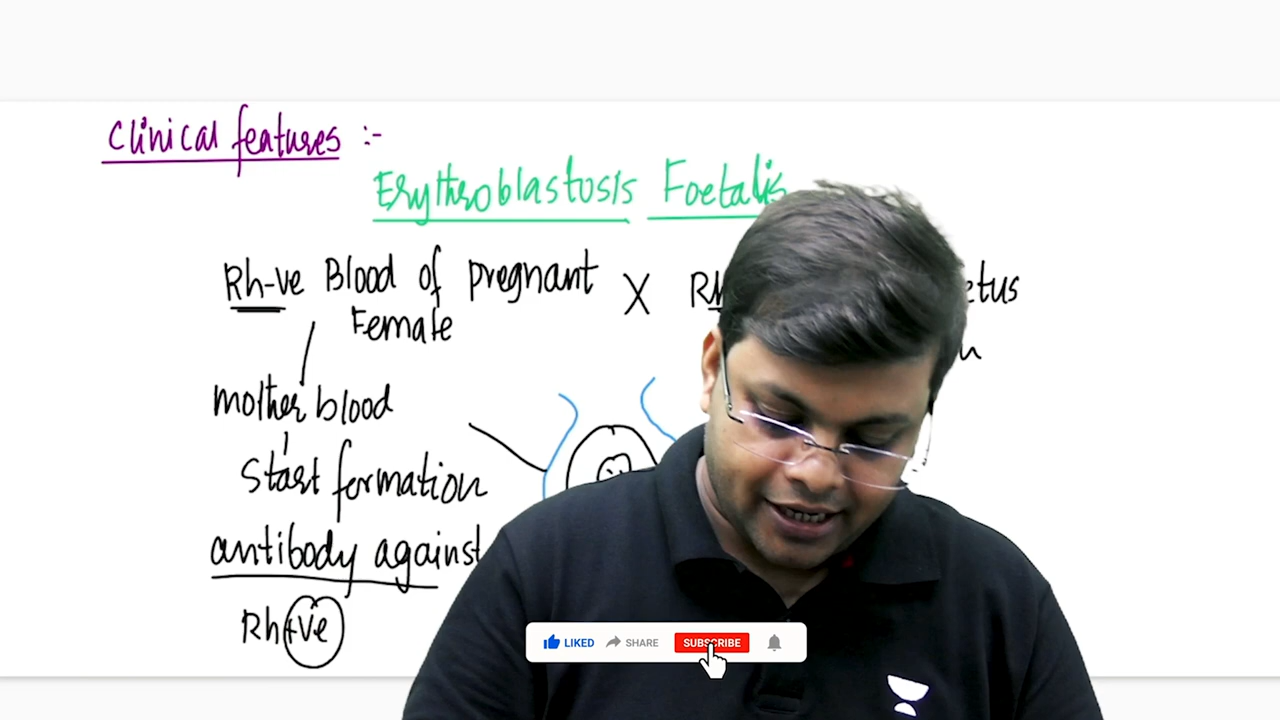 Clinical features :-
Erythroblastosis Foetalis
Rh-ve Blood of pregnant Female X
mother blood
start formation
antibody against
Rh+ve
LIKED SHARE SUBSCRIBE